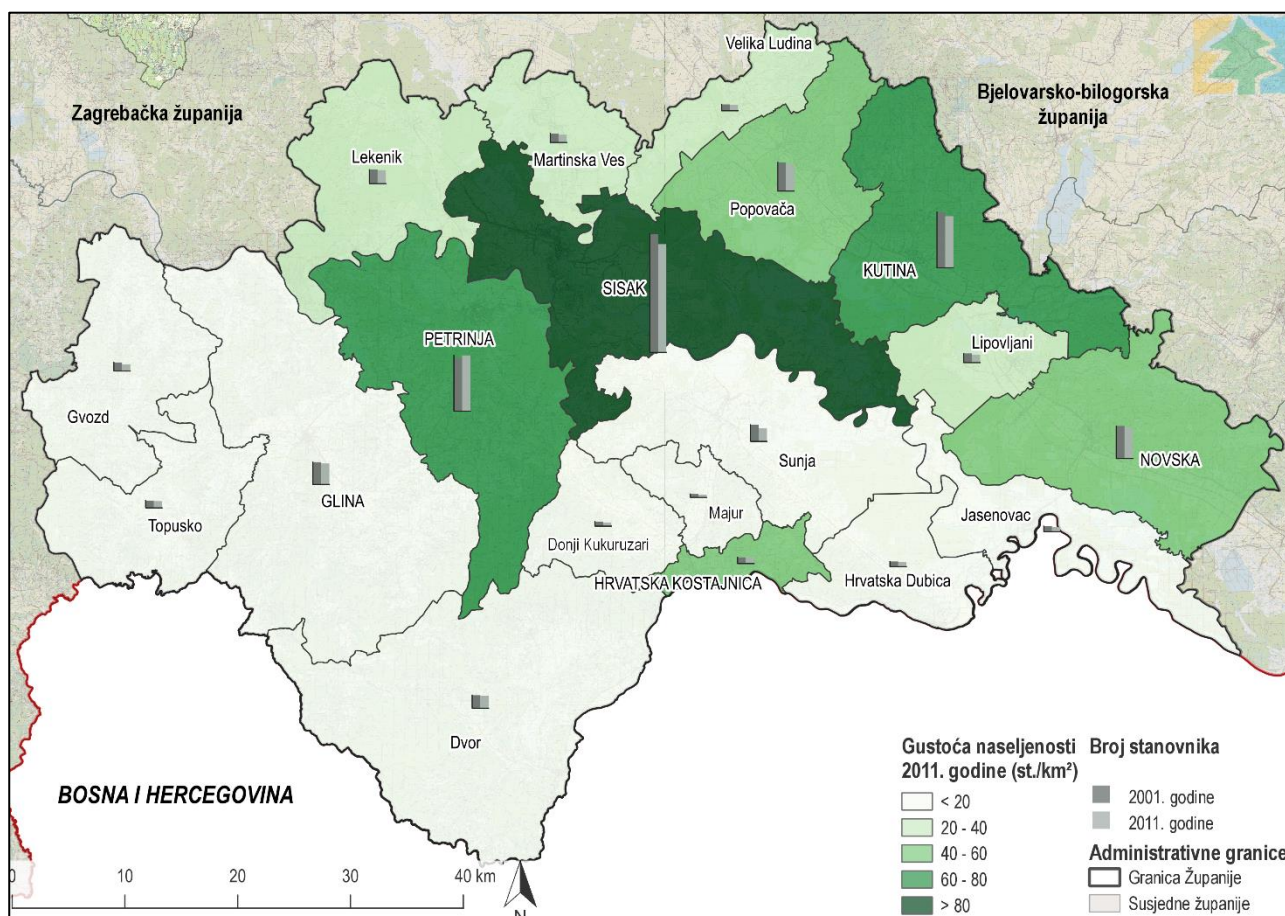 Velika Ludina
Zagrebačka županija
Bjelovarsko-bilogorska
županija
Lekenik
Martinska Ves
Popovača
KUTINA
SISAK
PETRINJA
Lipovljani
Gvozd
NOVSKA
Sunja
GLINA
Topusko
Majur
Jasenovac
Donji Kukuruzari
HRVATSKA KOSTAJNICA
Hrvatska Dubica
Dvor
BOSNA I HERCEGOVINA
Gustoća naseljenosti
2011. godine (st./km²)
< 20
20 - 40
40 - 60
60 - 80
> 80
Broj stanovnika
2001. godine
2011. godine
Administrativne granice
Granica Županije
Susjedne županije
0 10 20 30 40 km
N